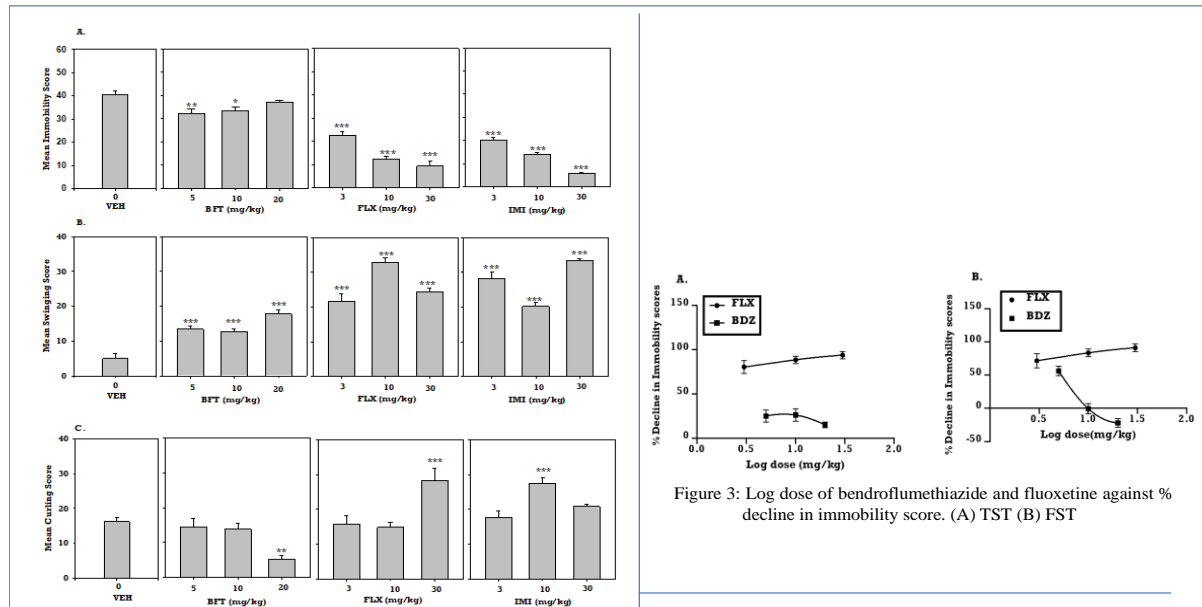 A.
Mean Immobility Score
60
50
40
30
20
10
0
** * *** *** *** *** *** ***
0 5 10 20 3 10 30 3 10 30
VEH BFT (mg/kg) FLX (mg/kg) IMI (mg/kg)
B.
Mean Swinging Score
40
30
20
10
0
*** *** *** *** *** *** *** *** ***
0 5 10 20 3 10 30 3 10 30
VEH BFT (mg/kg) FLX (mg/kg) IMI (mg/kg)
C.
Mean Curling Score
40
30
20
10
0
** *** ***
0 5 10 20 3 10 30 3 10 30
VEH BFT (mg/kg) FLX (mg/kg) IMI (mg/kg)
A.
% Decline in Immobility scores
150
100
50
0
FLX
BDZ
0.0 0.5 1.0 1.5 2.0
Log dose (mg/kg)
B.
% Decline in Immobility scores
150
100
50
0
-50
FLX
BDZ
0.5 1.0 1.5 2.0
Log dose(mg/kg)
Figure 3: Log dose of bendroflumethiazide and fluoxetine against %
decline in immobility score. (A) TST (B) FST